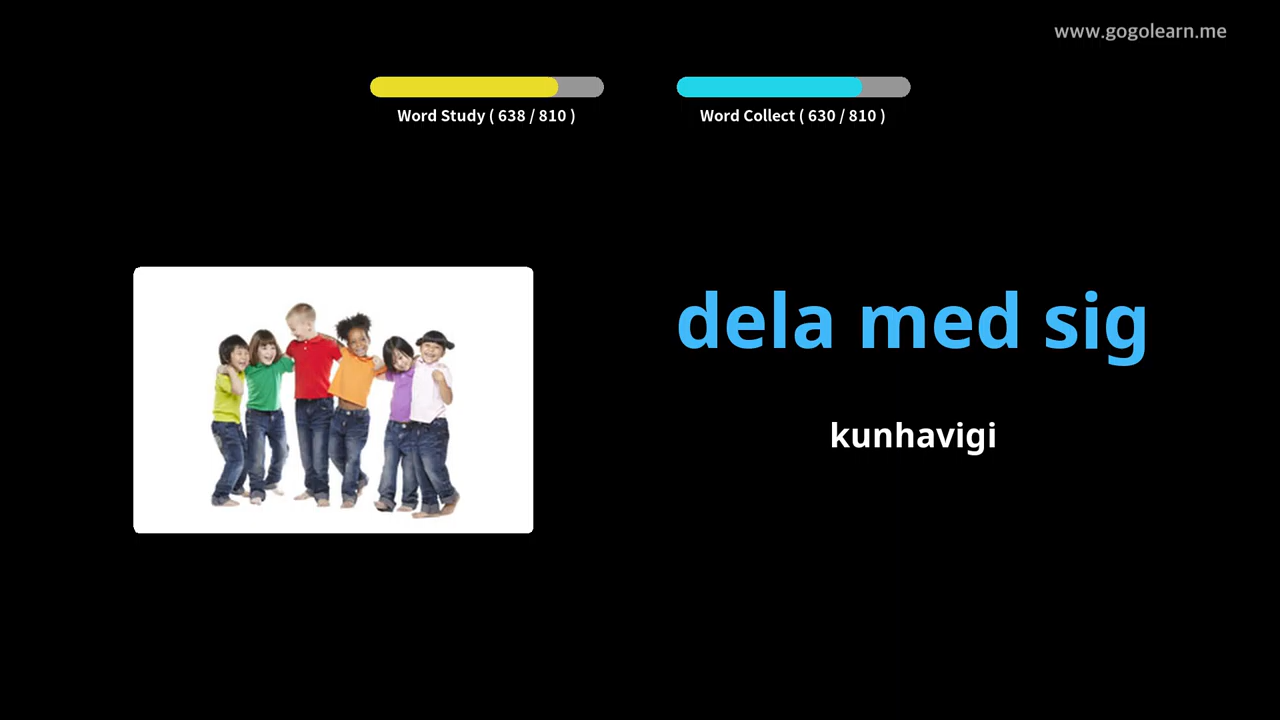 www.gogolearn.me
Word Study ( 638 / 810 )
Word Collect ( 630 / 810 )
dela med sig
kunhavigi